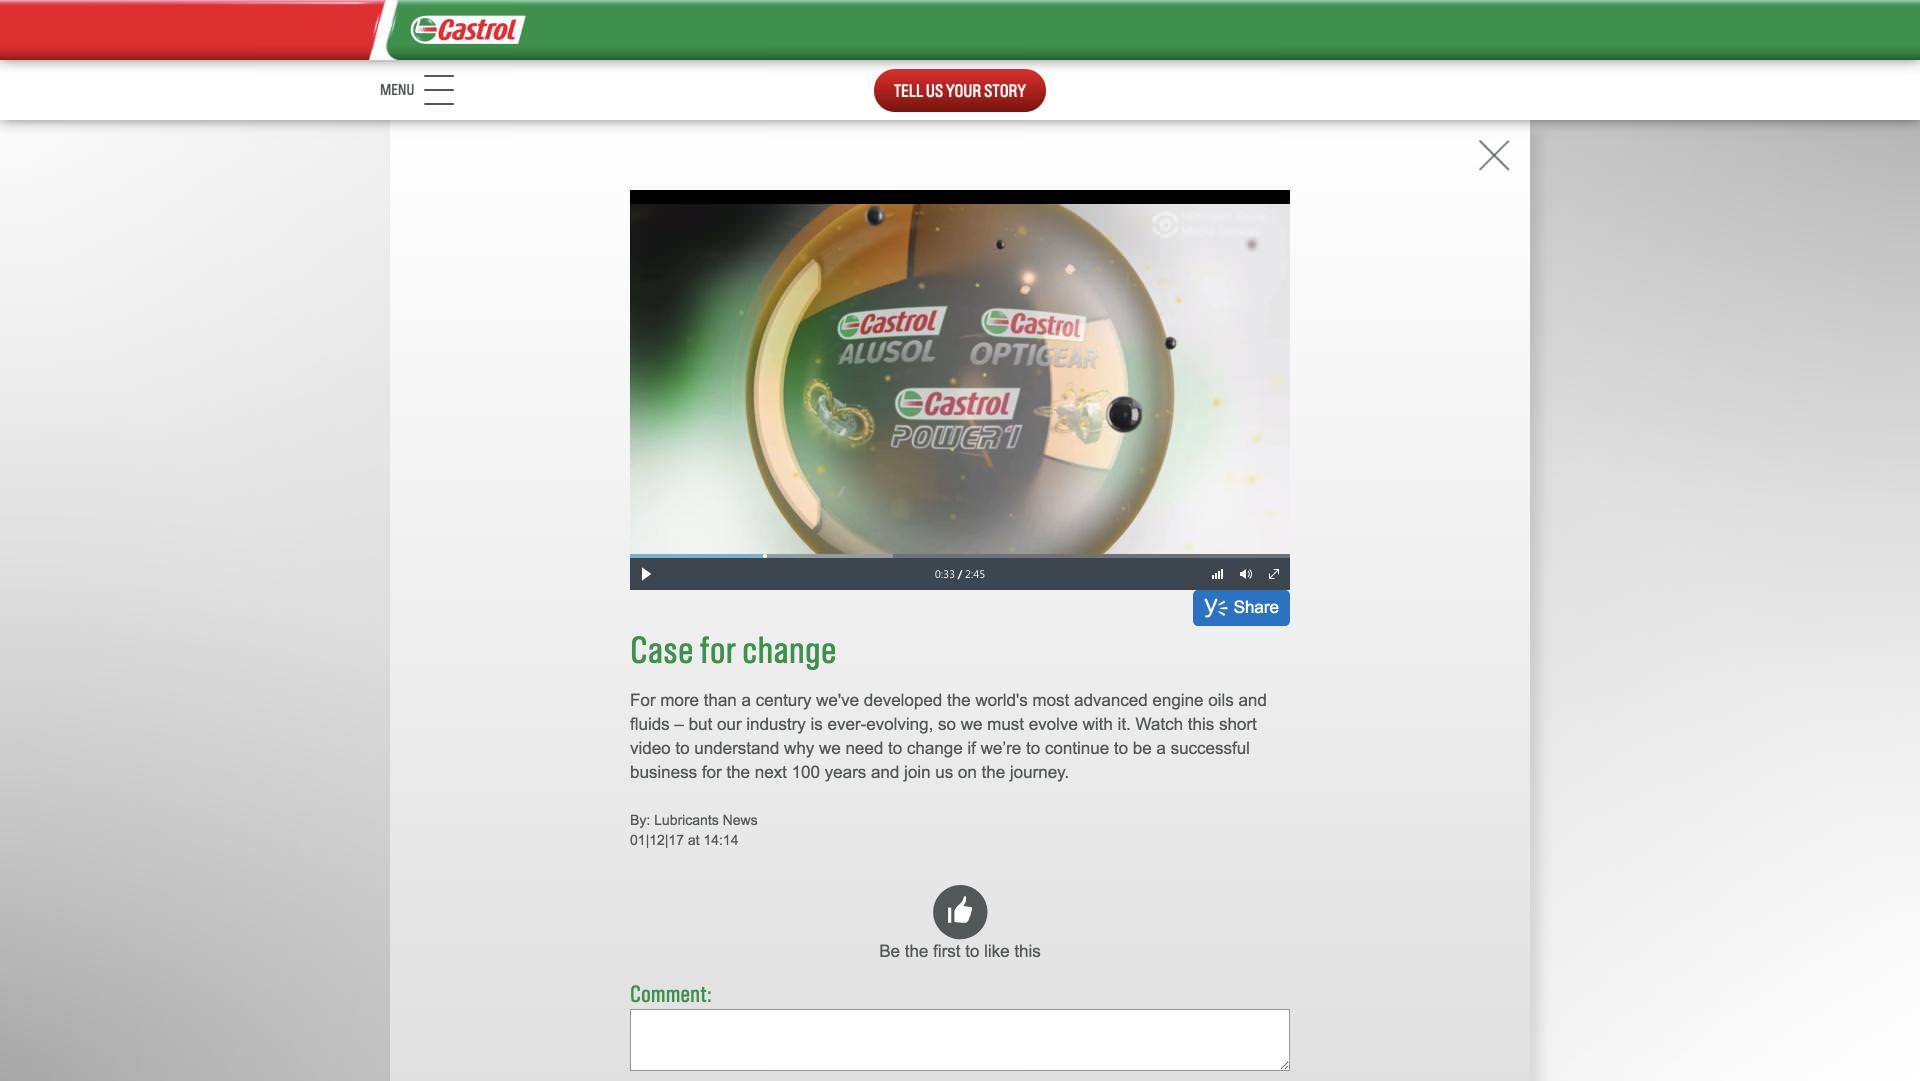 Castrol
MENU
TELL US YOUR STORY
Castrol Castrol
ALUSOL OPTIGEAR
Castrol
POWER1
0:33 / 2:45
Share
Case for change
For more than a century we've developed the world's most advanced engine oils and
fluids – but our industry is ever-evolving, so we must evolve with it. Watch this short
video to understand why we need to change if we’re to continue to be a successful
business for the next 100 years and join us on the journey.
By: Lubricants News
01|12|17 at 14:14
Be the first to like this
Comment: